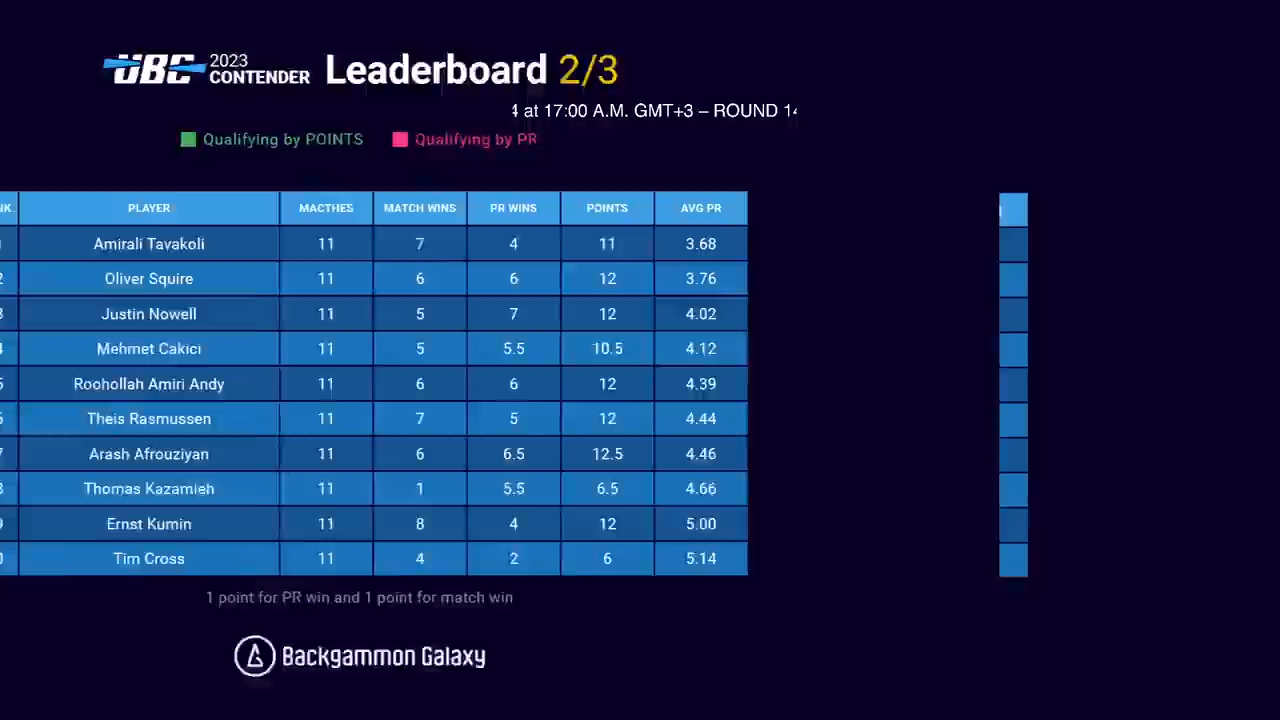 UBC 2023 CONTENDER Leaderboard 2/3
at 17:00 A.M. GMT+3 – ROUND
Qualifying by POINTS Qualifying by PR
PLAYER MACTHES MATCH WINS PR WINS POINTS AVG PR
Amirali Tavakoli 11 7 4 11 3.68
Oliver Squire 11 6 6 12 3.76
Justin Nowell 11 5 7 12 4.02
Mehmet Cakici 11 5 5.5 10.5 4.12
Roohollah Amiri Andy 11 6 6 12 4.39
Theis Rasmussen 11 7 5 12 4.44
Arash Afrouziyan 11 6 6.5 12.5 4.46
Thomas Kazamieh 11 1 5.5 6.5 4.66
Ernst Kumin 11 8 4 12 5.00
Tim Cross 11 4 2 6 5.14
1 point for PR win and 1 point for match win
Backgammon Galaxy